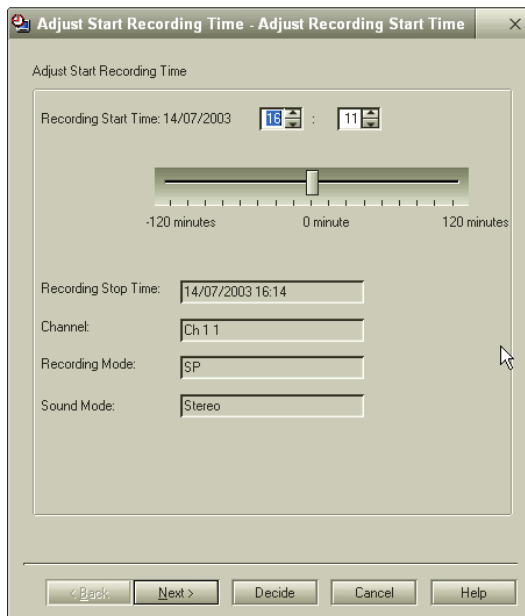 Adjust Start Recording Time - Adjust Recording Start Time
Adjust Start Recording Time
Recording Start Time: 14/07/2003 16 : 11
-120 minutes 0 minute 120 minutes
Recording Stop Time: 14/07/2003 16:14
Channel: Ch 1 1
Recording Mode: SP
Sound Mode: Stereo
< Back Next > Decide Cancel Help